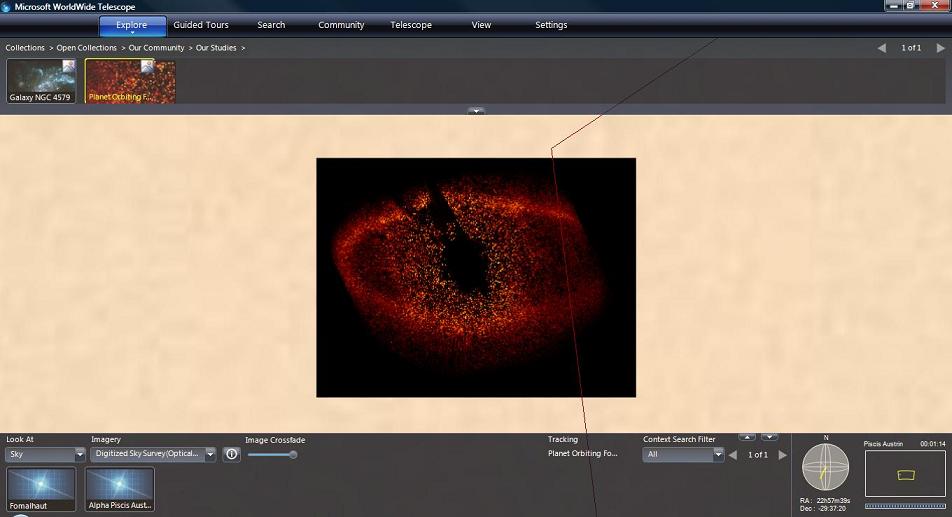 Microsoft WorldWide Telescope
Explore Guided Tours Search Community Telescope View Settings
Collections > Open Collections > Our Community > Our Studies >
1 of 1
Galaxy NGC 4579
Planet Orbiting F...
Look At
Imagery
Image Crossfade
Tracking
Context Search Filter
Sky
Digitized Sky Survey (Optical...
Planet Orbiting Fo...
All
1 of 1
Fomalhaut
Alpha Piscis Aust...
N
RA : 22h57m39s
Dec : -29:37:20
Piscis Austrin
00:01:14